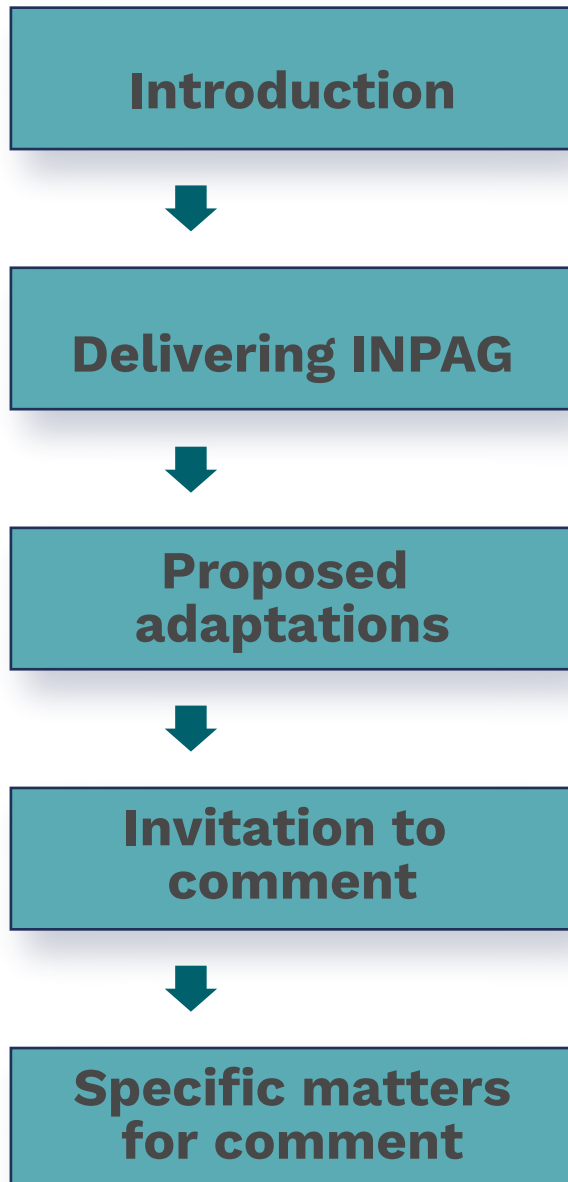 Introduction
Delivering INPAG
Proposed
adaptations
Invitation to
comment
Specific matters
for comment